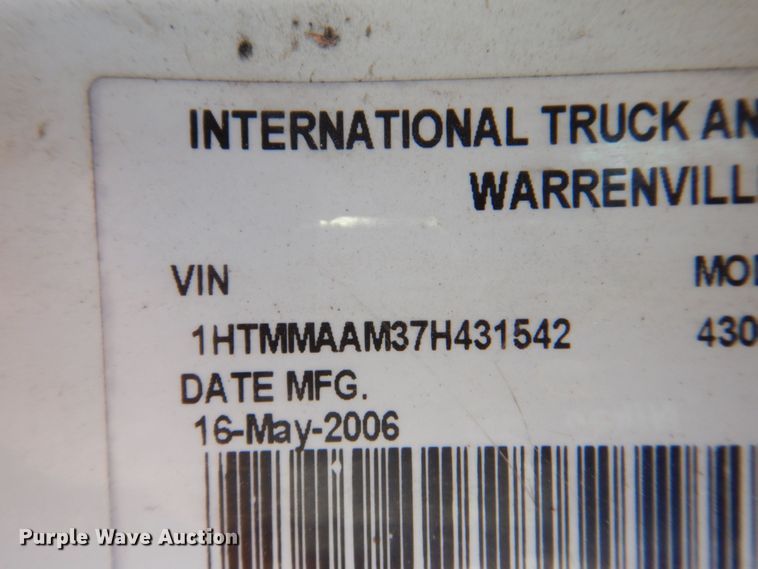 INTERNATIONAL TRUCK AN
WARRENVILL
VIN
MO
1HTMMAAM37H431542
430
DATE MFG.
16-May-2006
Purple Wave Auction